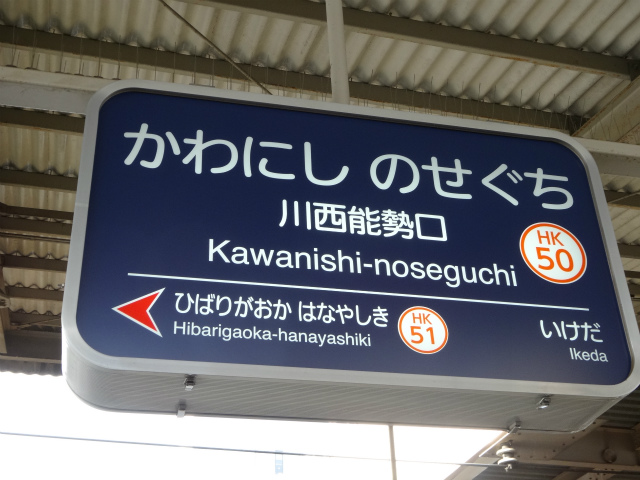 かわにし のせぐち
川西能勢口
Kawanishi-noseguchi
HK
50
ひばりがおか はなやしき
Hibarigaoka-hanayashiki
HK
51
いけだ
Ikeda